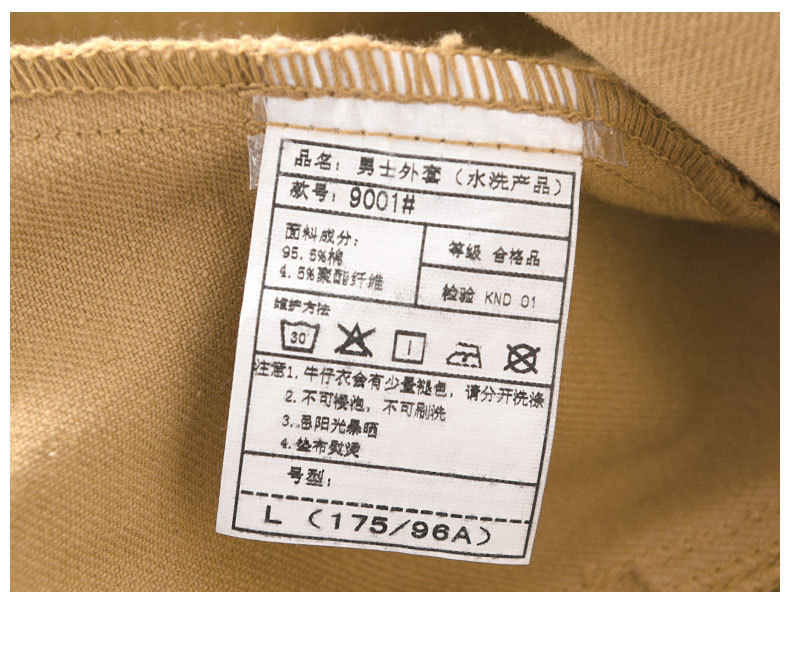 品名：男士外套（水洗产品）
款号：9001#
面料成分：
95.5%棉
4.5%聚酯纤维
等级 合格品
检验 KND 01
维护方法
30
注意1.牛仔衣会有少量褪色，请分开洗涤
2.不可慢泡，不可刷洗
3.忌阳光暴晒
4.垫布熨烫
号型：
L（175/96A）